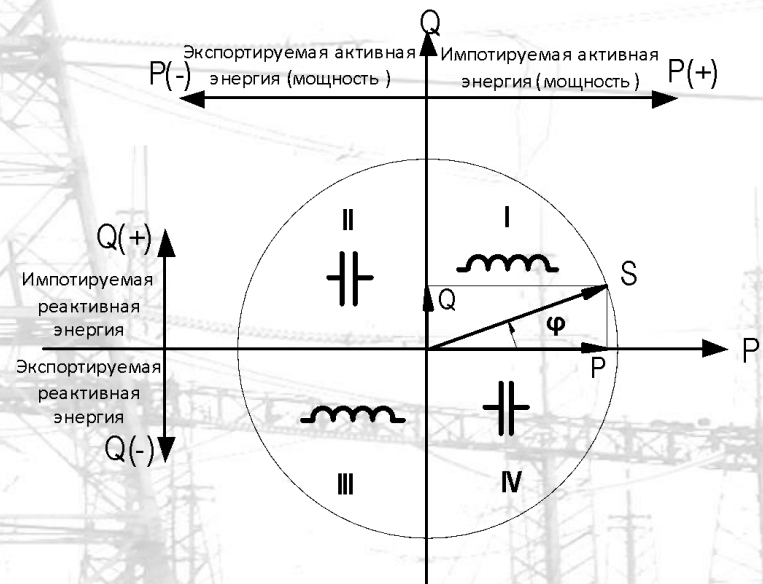 Q
Экспортируемая активная
энергия (мощность )
Импотируемая активная
энергия (мощность )
P(-)
P(+)
II
I
Q(+)
Импотируемая
реактивная
энергия
S
Q
φ
P
P
Экспортируемая
реактивная
энергия
Q(-)
III
IV